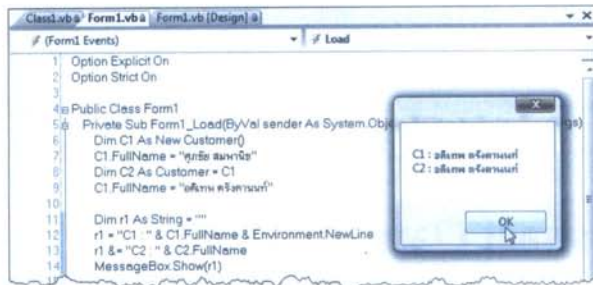 Class1.vb Form1.vb Form1.vb [Design]
(Form1 Events) Load
1 Option Explicit On
2 Option Strict On
3
4 Public Class Form1
5 Private Sub Form1_Load(ByVal sender As System.Obje gs)
6 Dim C1 As New Customer()
7 C1.FullName = "ศุภชัย สมพานิช"
8 Dim C2 As Customer = C1
9 C1.FullName = "อดิเทพ ตรังคานนท์"
10
11 Dim r1 As String = ""
12 r1 = "C1 : " & C1.FullName & Environment.NewLine
13 r1 &= "C2 : " & C2.FullName
14 MessageBox.Show(r1)
C1 : อดิเทพ ตรังคานนท์
C2 : อดิเทพ ตรังคานนท์
OK